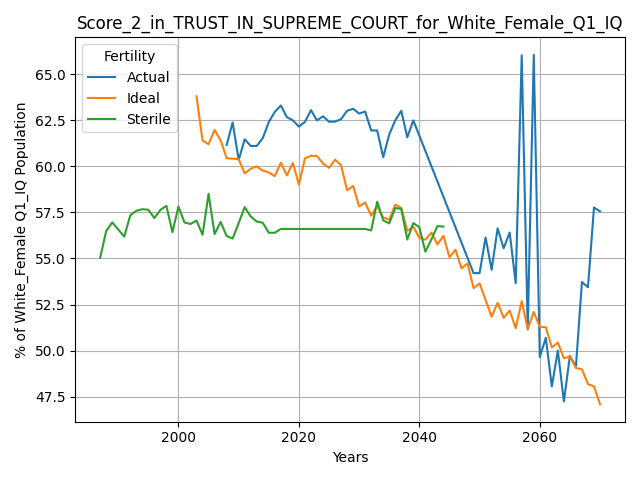 Score_2_in_TRUST_IN_SUPREME_COURT_for_White_Female_Q1_IQ
Fertility
Actual
Ideal
Sterile
% of White_Female Q1_IQ Population
65.0
62.5
60.0
57.5
55.0
52.5
50.0
47.5
2000
2020
2040
2060
Years